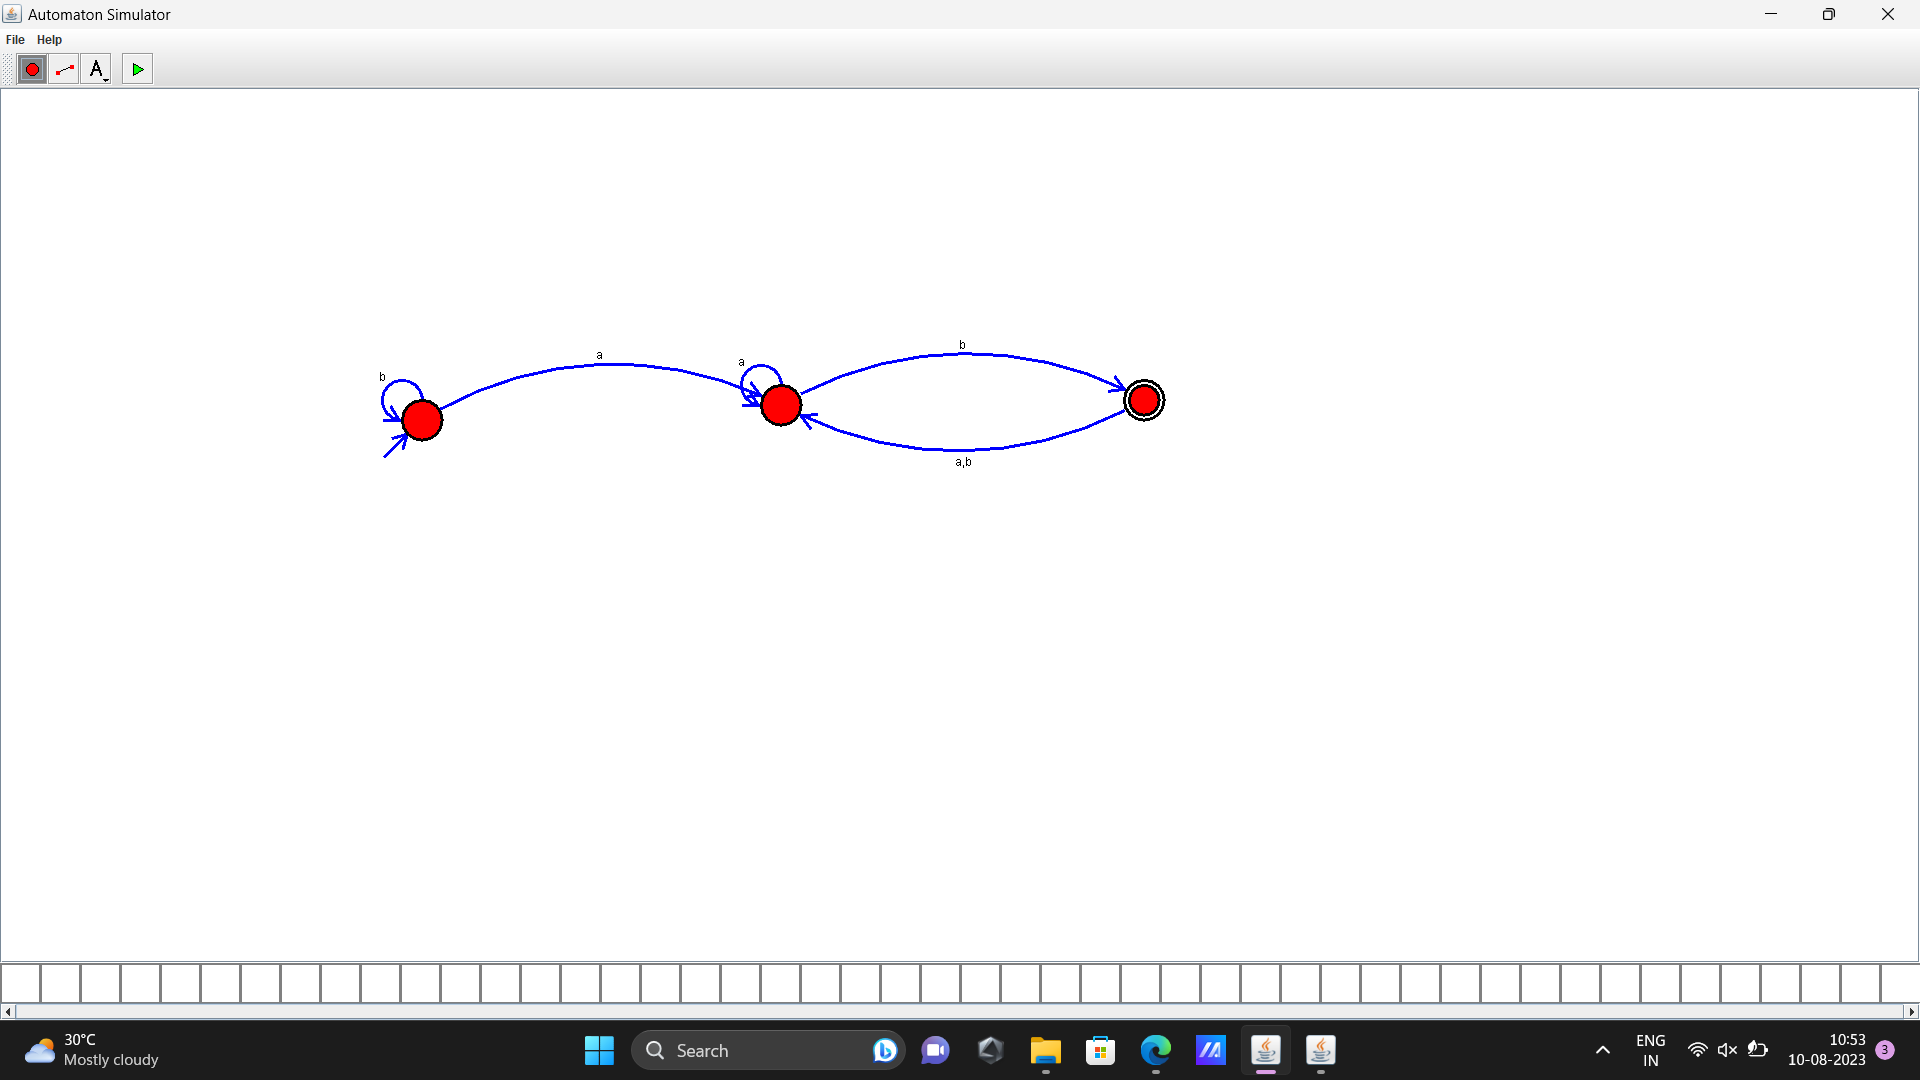 Automaton Simulator
File Help
A
b
a
a
b
a,b
30°C
Mostly cloudy
Search
ENG
IN
10:53
10-08-2023
3